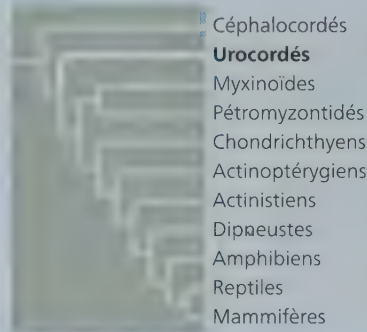 Céphalocordés
Urocordés
Myxinoïdes
Pétromyzontidés
Chondrichthyens
Actinoptérygiens
Actinistiens
Dipneustes
Amphibiens
Reptiles
Mammifères